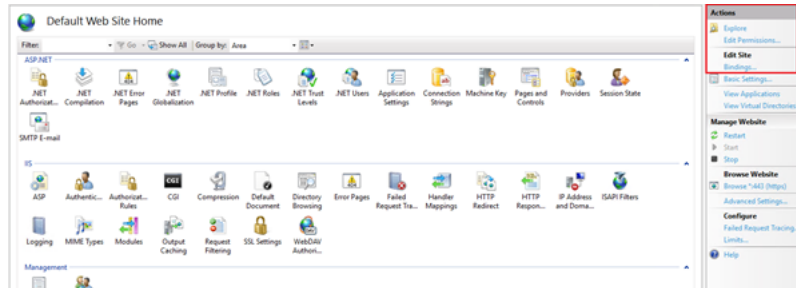 Default Web Site Home
Filter: Go Show All Group by: Area
ASP.NET
.NET Authorizat...
.NET Compilation
.NET Error Pages
.NET Globalization
.NET Profile
.NET Roles
.NET Trust Levels
.NET Users
Application Settings
Connection Strings
Machine Key
Pages and Controls
Providers
Session State
SMTP E-mail
IIS
ASP
Authentic...
Authorizat... Rules
CGI
Compression
Default Document
Directory Browsing
Error Pages
Failed Request Tra...
Handler Mappings
HTTP Redirect
HTTP Respon...
IP Address and Doma...
ISAPI Filters
Logging
MIME Types
Modules
Output Caching
Request Filtering
SSL Settings
WebDAV Authori...
Management
Actions
Explore
Edit Permissions...
Edit Site
Bindings...
Basic Settings...
View Applications
View Virtual Directories
Manage Website
Restart
Start
Stop
Browse Website
Browse *:443 (https)
Advanced Settings...
Configure
Failed Request Tracing...
Limits...
Help